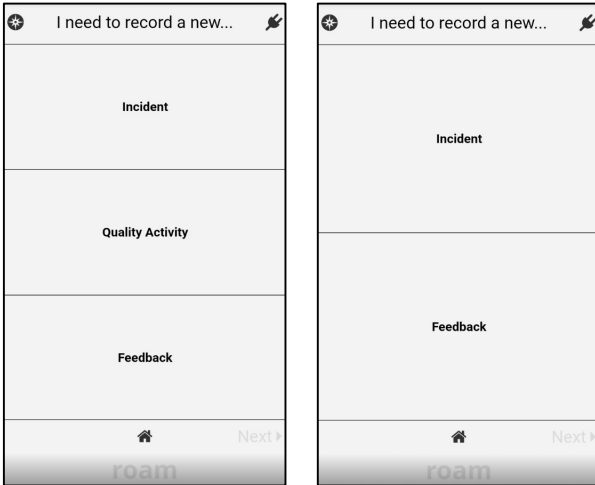 I need to record a new...
Incident
Quality Activity
Feedback
Next
roam
I need to record a new...
Incident
Feedback
Next
roam